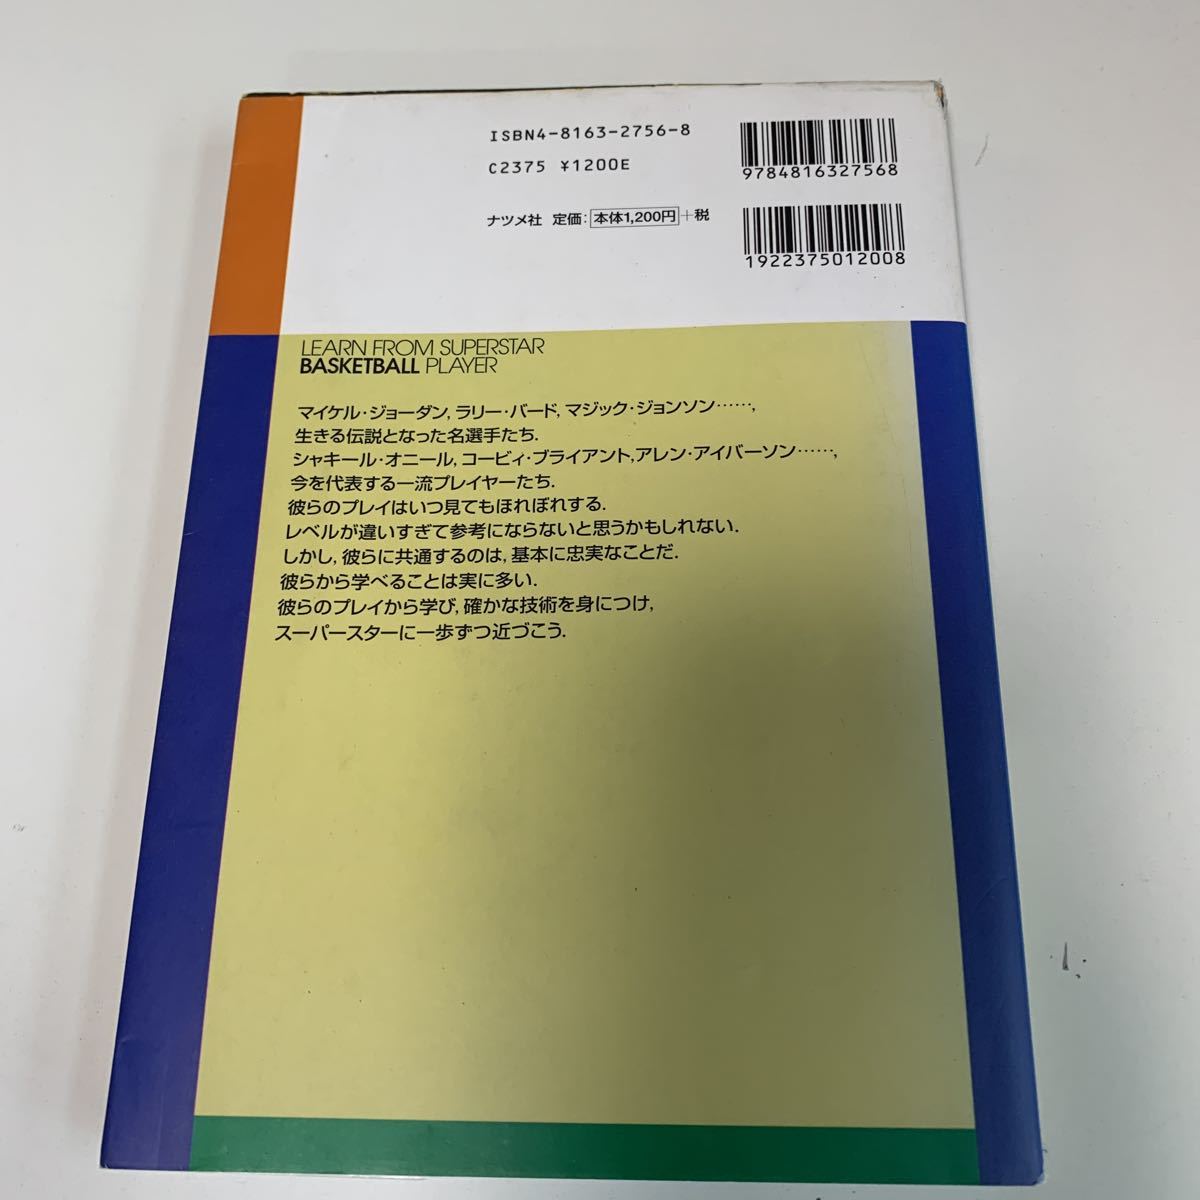 ISBN4-8163-2756-8
C2375 ¥1200E
9784816327568
ナツメ社 定価: 本体1,200円+税
1922375012008
LEARN FROM SUPERSTAR
BASKETBALL PLAYER
マイケル・ジョーダン, ラリー・バード, マジック・ジョンソン……,
生きる伝説となった名選手たち.
シャキール・オニール, コービィ・ブライアント, アレン・アイバーソン……,
今を代表する一流プレイヤーたち.
彼らのプレイはいつ見てもほれぼれする.
レベルが違いすぎて参考にならないと思うかもしれない.
しかし, 彼らに共通するのは, 基本に忠実なことだ.
彼らから学べることは実に多い.
彼らのプレイから学び, 確かな技術を身につけ,
スーパースターに一歩ずつ近づこう.